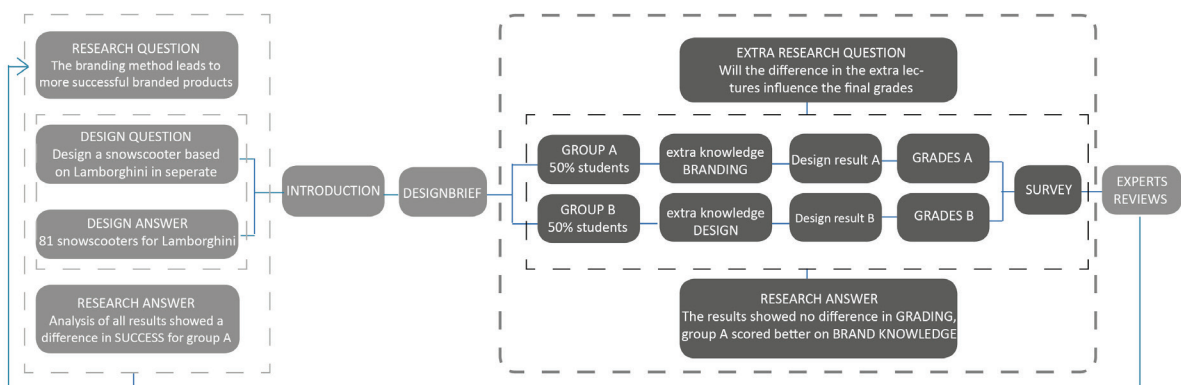 RESEARCH QUESTION
The branding method leads to
more successful branded products
DESIGN QUESTION
Design a snowscooter based
on Lamborghini in seperate
DESIGN ANSWER
81 snowscooters for Lamborghini
RESEARCH ANSWER
Analysis of all results showed a
difference in SUCCESS for group A
INTRODUCTION
DESIGNBRIEF
EXTRA RESEARCH QUESTION
Will the difference in the extra lec-
tures influence the final grades
GROUP A
50% students
extra knowledge
BRANDING
Design result A
GRADES A
GROUP B
50% students
extra knowledge
DESIGN
Design result B
GRADES B
SURVEY
RESEARCH ANSWER
The results showed no difference in GRADING,
group A scored better on BRAND KNOWLEDGE
EXPERTS
REVIEWS